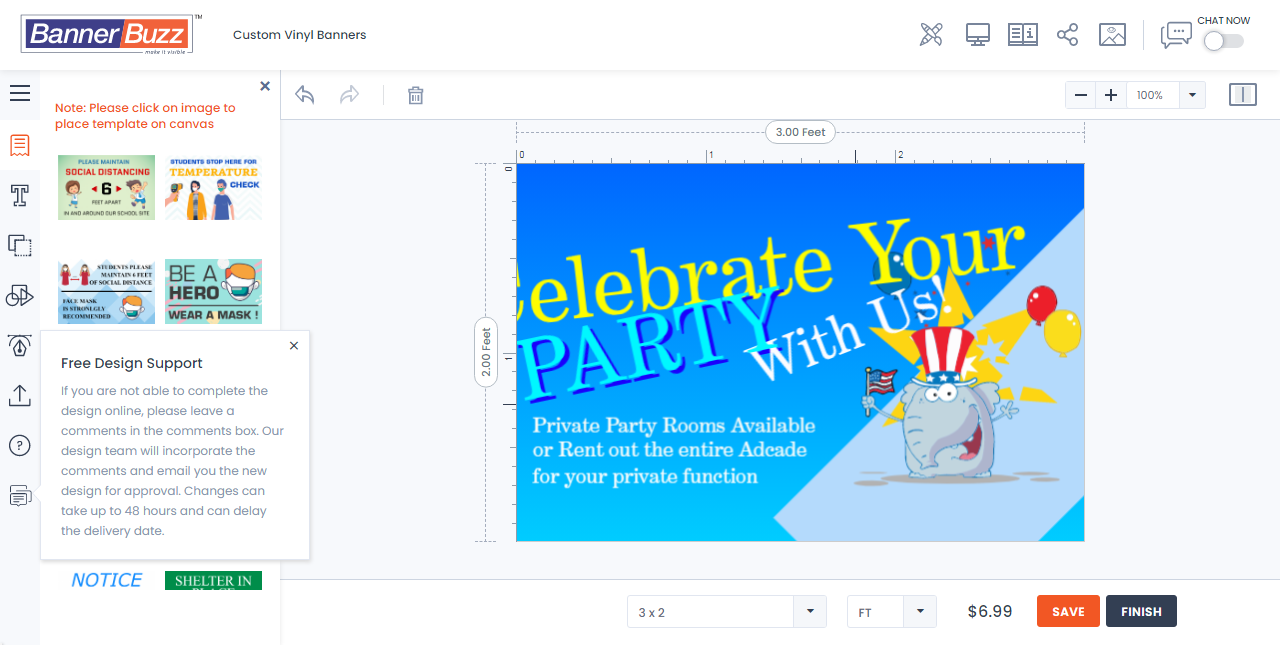 BannerBuzz
TM
make it visible
Custom Vinyl Banners
CHAT NOW
Note: Please click on image to
place template on canvas
100%
PLEASE MAINTAIN
SOCIAL DISTANCING
6
FEET APART
IN AND AROUND OUR SCHOOL SITE
STUDENTS STOP HERE FOR
TEMPERATURE
CHECK
STUDENTS PLEASE
MAINTAIN 6 FEET
OF SOCIAL DISTANCE
FACE MASK
IS STRONGLEY
RECOMMENDED
BE A
HERO
WEAR A MASK !
Free Design Support
If you are not able to complete the
design online, please leave a
comments in the comments box. Our
design team will incorporate the
comments and email you the new
design for approval. Changes can
take up to 48 hours and can delay
the delivery date.
NOTICE
SHELTER IN
3.00 Feet
0
1
2
0
2.00 Feet
1
Celebrate Your
PARTY With Us!
Private Party Rooms Available
or Rent out the entire Adcade
for your private function
3 x 2
FT
$6.99
SAVE
FINISH